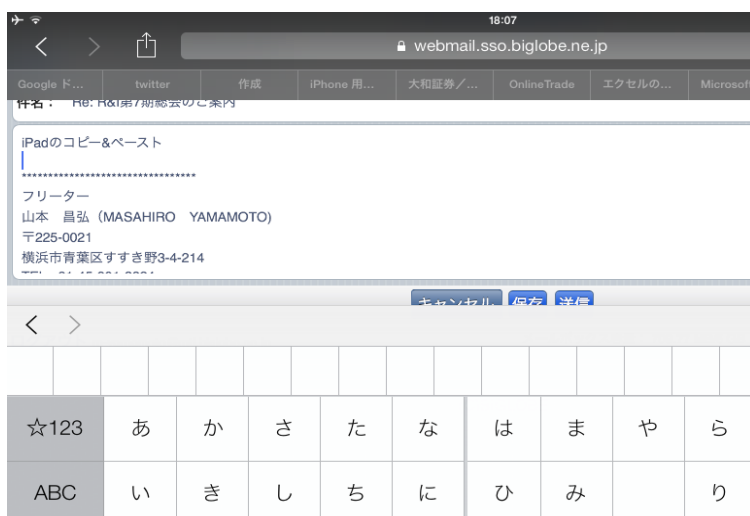 18:07
webmail.sso.biglobe.ne.jp
Google ド... twitter 作成 iPhone 用... 大和証券／... OnlineTrade エクセルの... Microsoft
件名： Re: R&I第7期総会のご案内
iPadのコピー&ペースト
*********************************
フリーター
山本　昌弘（MASAHIRO　YAMAMOTO)
〒225-0021
横浜市青葉区すすき野3-4-214
キャンセル 保存 送信
☆123 あ か さ た な は ま や ら
ABC い き し ち に ひ み り